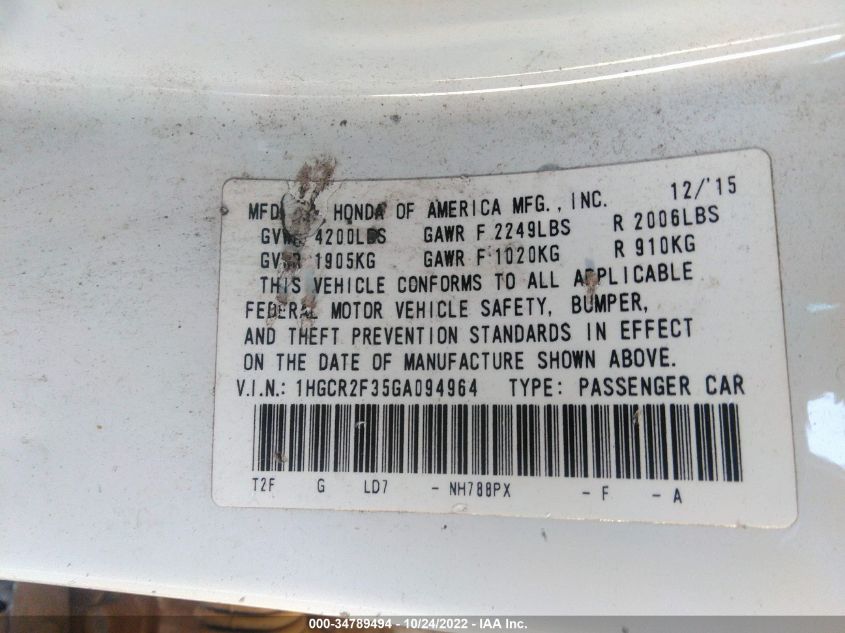 MFD HONDA OF AMERICA MFG., INC. 12/'15
GVWR 4200LBS GAWR F 2249LBS R 2006LBS
GVWR 1905KG GAWR F 1020KG R 910KG
THIS VEHICLE CONFORMS TO ALL APPLICABLE
FEDERAL MOTOR VEHICLE SAFETY, BUMPER,
AND THEFT PREVENTION STANDARDS IN EFFECT
ON THE DATE OF MANUFACTURE SHOWN ABOVE.
V.I.N.: 1HGCR2F35GA094964 TYPE: PASSENGER CAR
T2F G LD7 - NH788PX - F - A
000-34789494 - 10/24/2022 - IAA Inc.